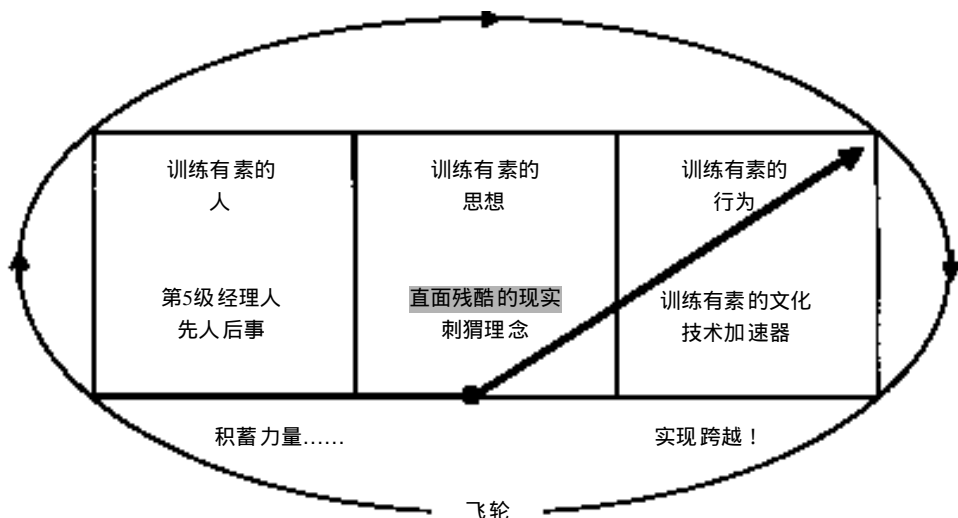 训练有素的
人
训练有素的
思想
训练有素的
行为
第5级经理人
先人后事
直面残酷的现实
刺猬理念
训练有素的文化
技术加速器
积蓄力量……
实现跨越！
飞轮